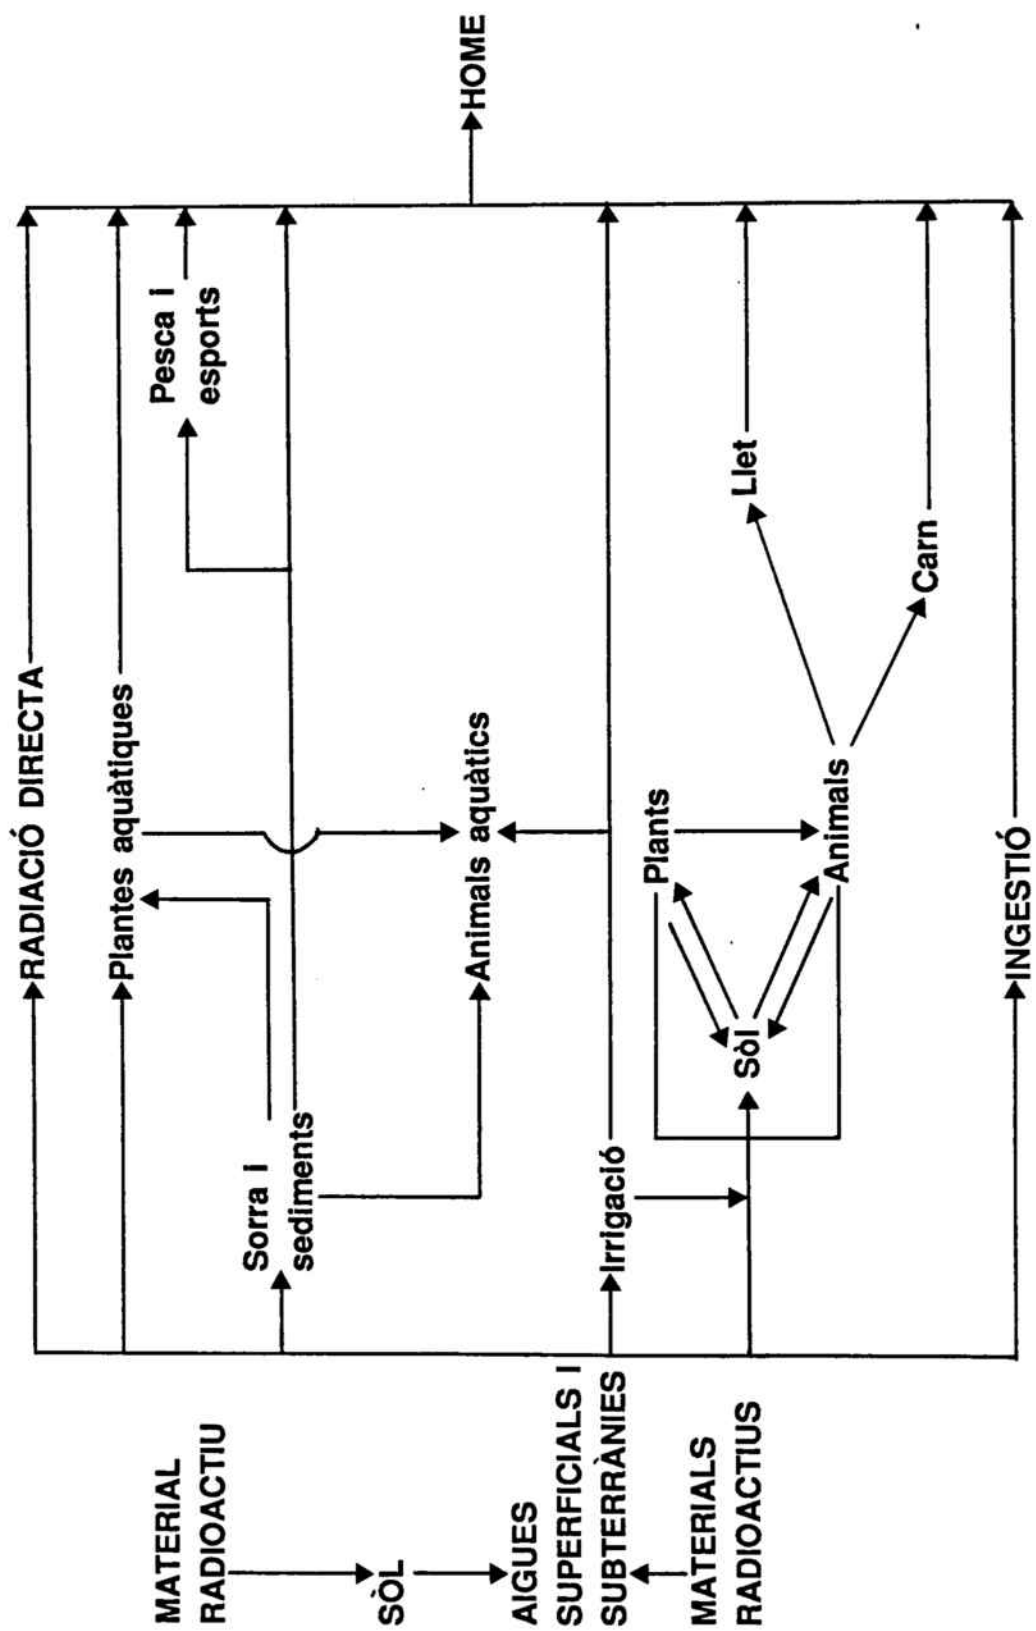 RADIACIÓ DIRECTA
Plantes aquàtiques
Pesca i
esports
MATERIAL
RADIOACTIU
Sorra i
sediments
SÒL
Animals aquàtics
HOME
AIGUES
SUPERFICIALS I
SUBTERRÀNIES
Irrigació
Plants
MATERIALS
RADIOACTIUS
Sòl
Llet
Animals
Carn
INGESTIÓ